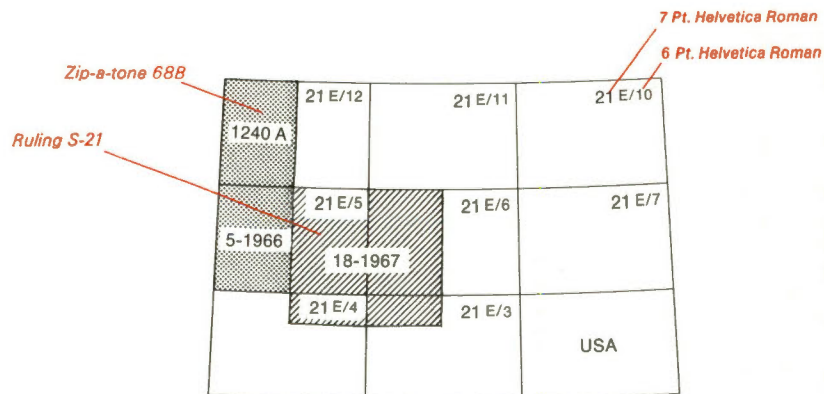 7 Pt. Helvetica Roman
6 Pt. Helvetica Roman
Zip-a-tone 68B
21 E/12
21 E/11
21 E/10
1240 A
Ruling S-21
21 E/5
21 E/6
21 E/7
5-1966
18-1967
21 E/4
21 E/3
USA